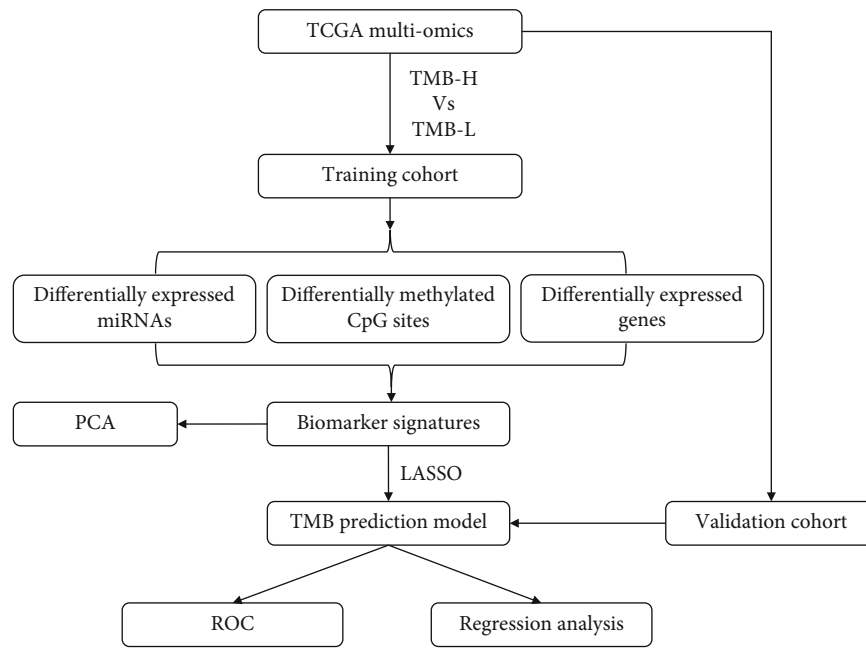 TCGA multi-omics
TMB-H
Vs
TMB-L
Training cohort
Differentially expressed
miRNAs
Differentially methylated
CpG sites
Differentially expressed
genes
PCA
Biomarker signatures
LASSO
TMB prediction model
Validation cohort
ROC
Regression analysis